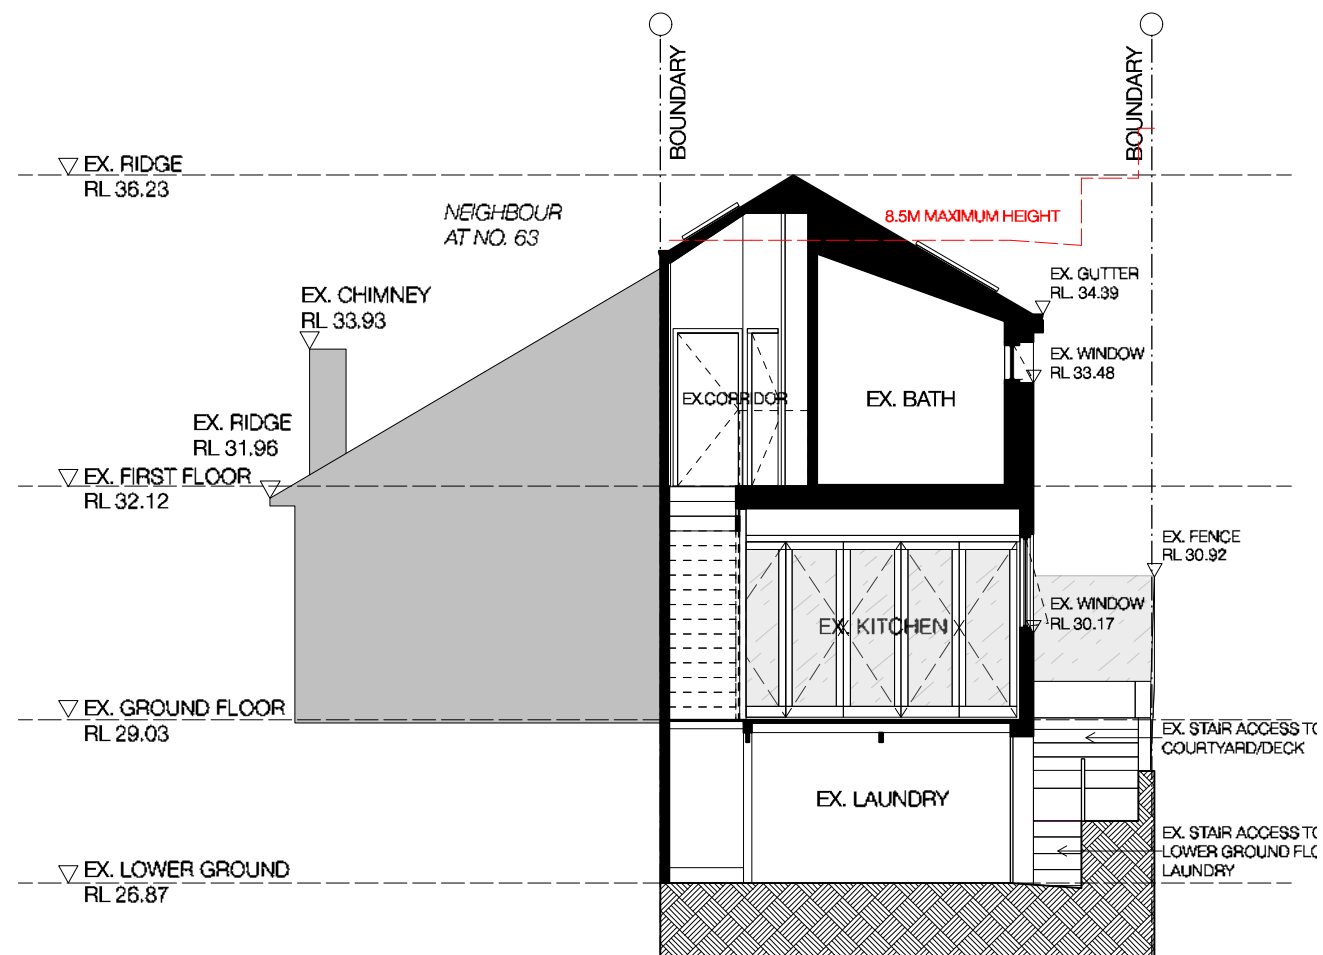 BOUNDARY
BOUNDARY
EX. RIDGE
RL 36.23
NEIGHBOUR
AT NO. 63
8.5M MAXIMUM HEIGHT
EX. GUTTER
RL. 34.39
EX. CHIMNEY
RL 33.93
EX. WINDOW
RL 33.48
EX.CORRIDOR
EX. BATH
EX. RIDGE
RL 31.96
EX. FIRST FLOOR
RL 32.12
EX. FENCE
RL 30.92
EX. WINDOW
RL 30.17
EX. KITCHEN
EX. GROUND FLOOR
RL 29.03
EX. STAIR ACCESS TO
COURTYARD/DECK
EX. LAUNDRY
EX. STAIR ACCESS TO
LOWER GROUND FLO
LAUNDRY
EX. LOWER GROUND
RL 26.87